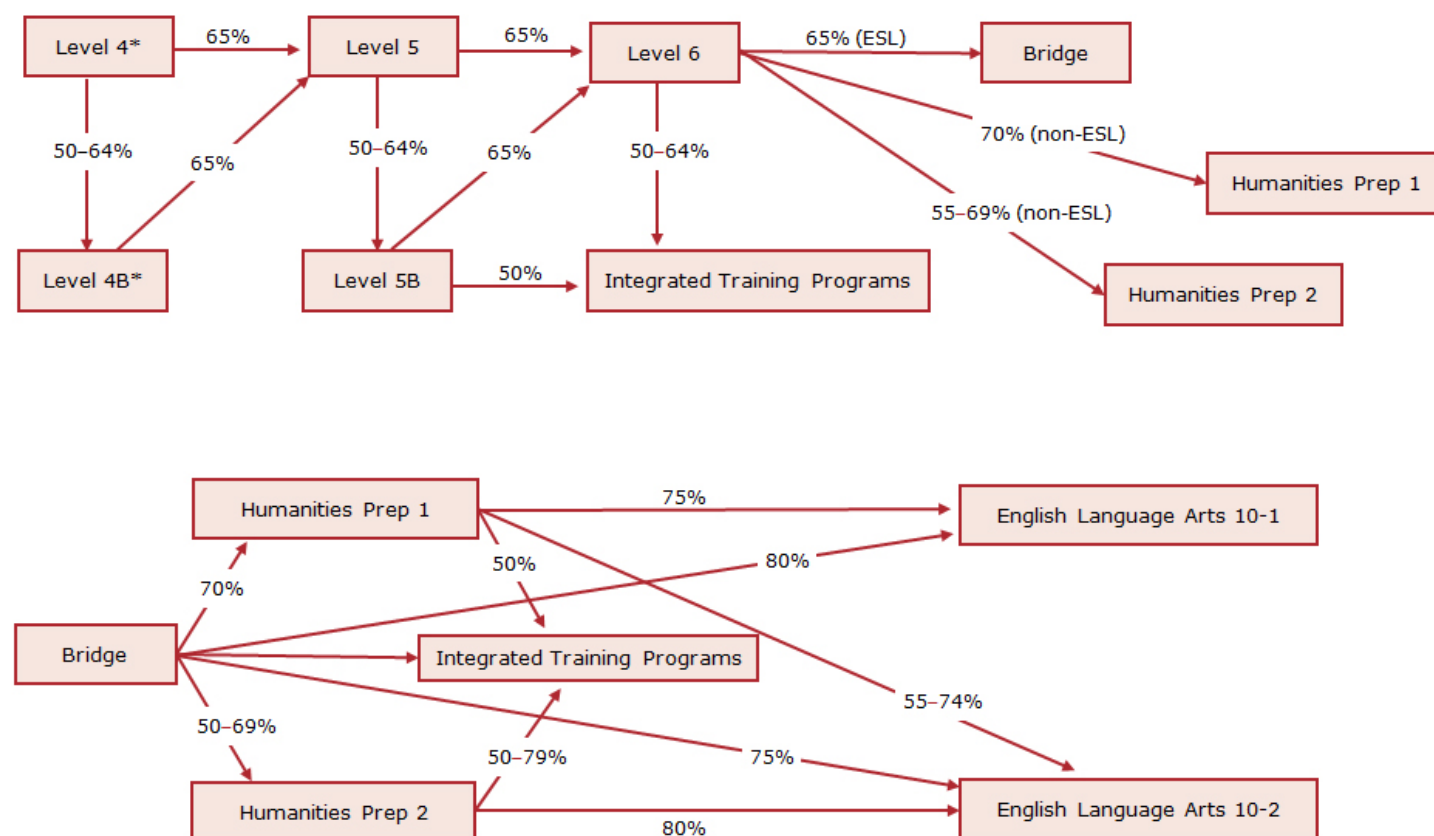 Level 4*
65%
Level 5
65%
Level 6
65% (ESL)
Bridge
50–64%
65%
50–64%
65%
50–64%
70% (non-ESL)
Humanities Prep 1
55–69% (non-ESL)
Level 4B*
Level 5B
50%
Integrated Training Programs
Humanities Prep 2
Humanities Prep 1
75%
English Language Arts 10-1
70%
50%
80%
Bridge
Integrated Training Programs
50–69%
55–74%
50–79%
75%
Humanities Prep 2
80%
English Language Arts 10-2